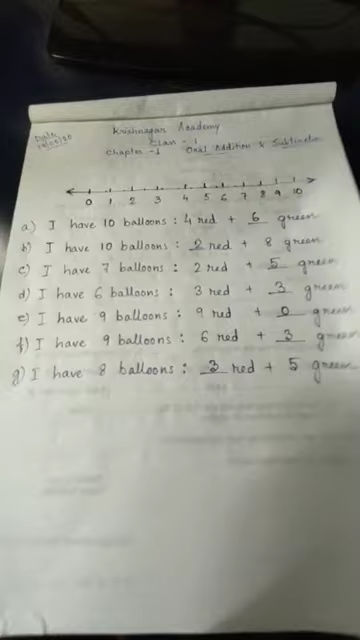 Date
Krishnagar Academy
Class - 1
Chapter - 1 Oral Addition & Subtraction
0 1 2 3 4 5 6 7 8 9 10
a) I have 10 balloons : 4 red + 6 green
b) I have 10 balloons : 2 red + 8 green
c) I have 7 balloons : 2 red + 5 green
d) I have 6 balloons : 3 red + 3 green
e) I have 9 balloons : 9 red + 0 green
f) I have 9 balloons : 6 red + 3 green
g) I have 8 balloons : 3 red + 5 green